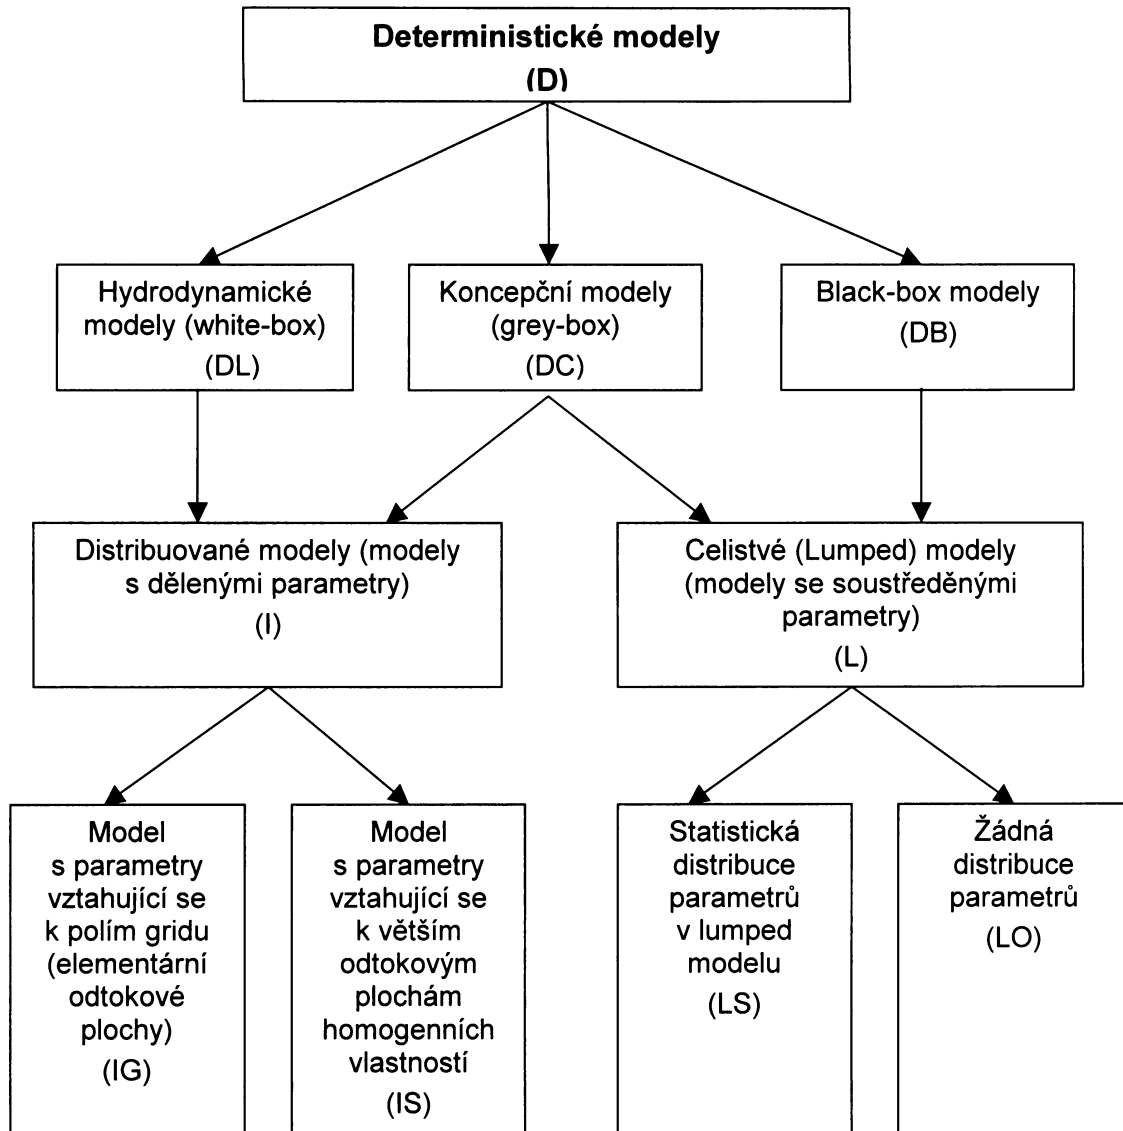 Deterministické modely
(D)
Hydrodynamické
modely (white-box)
(DL)
Koncepční modely
(grey-box)
(DC)
Black-box modely
(DB)
Distribuované modely (modely
s dělenými parametry)
(I)
Celistvé (Lumped) modely
(modely se soustředěnými
parametry)
(L)
Model
s parametry
vztahující se
k polím gridu
(elementární
odtokové
plochy)
(IG)
Model
s parametry
vztahující se
k větším
odtokovým
plochám
homogenních
vlastností
(IS)
Statistická
distribuce
parametrů
v lumped
modelu
(LS)
Žádná
distribuce
parametrů
(LO)